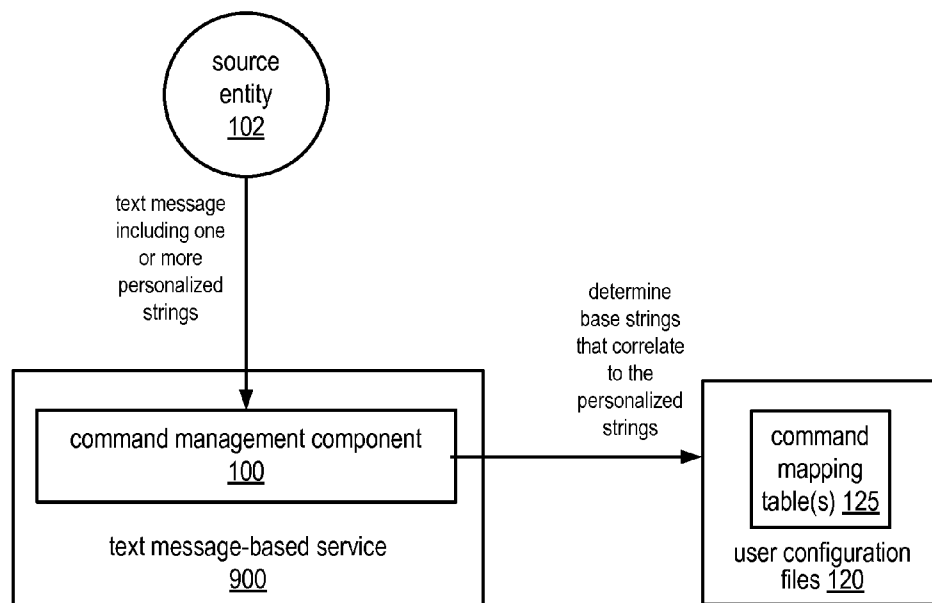 source
entity
102
text message
including one
or more
personalized
strings
determine
base strings
that correlate
to the
personalized
strings
command management component
100
text message-based service
900
command
mapping
table(s) 125
user configuration
files 120